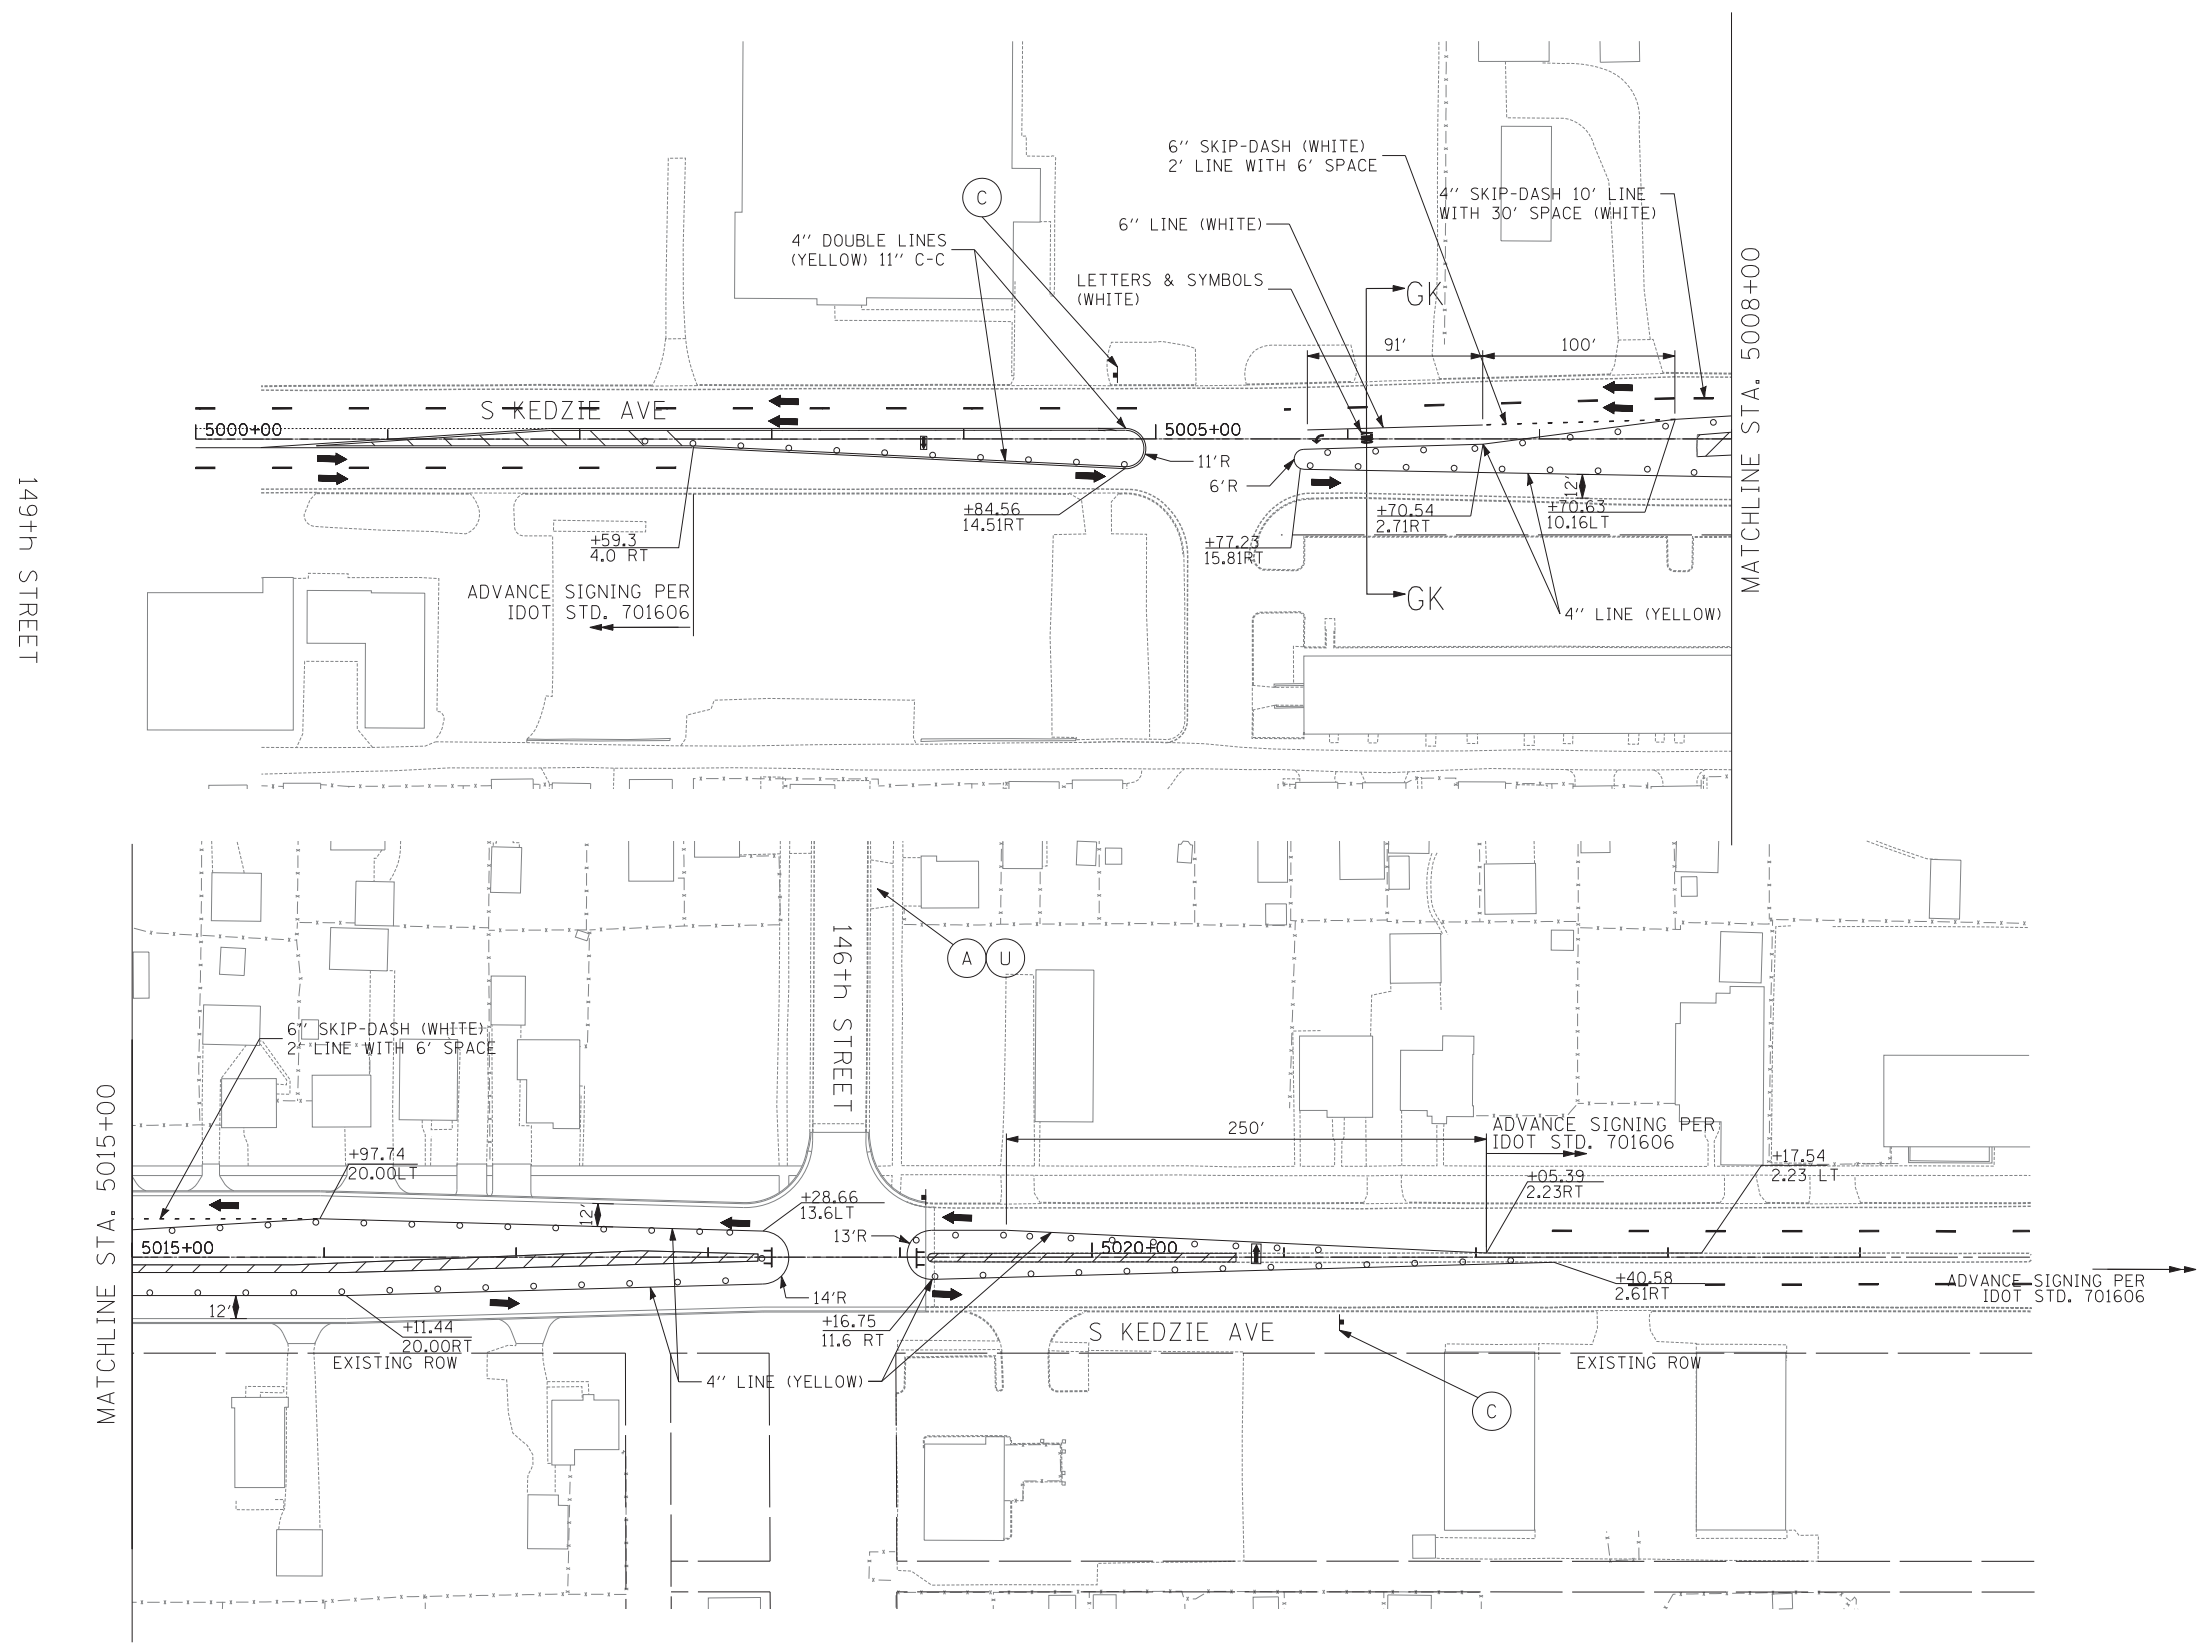 6'' SKIP-DASH (WHITE)
2' LINE WITH 6' SPACE
C
4'' SKIP-DASH 10' LINE
WITH 30' SPACE (WHITE)
6'' LINE (WHITE)
4'' DOUBLE LINES
(YELLOW) 11'' C-C
LETTERS & SYMBOLS
(WHITE)
GK
MATCHLINE STA. 5008+00
91'
100'
S KEDZIE AVE
5000+00
5005+00
11'R
6'R
12'
+84.56
14.51RT
+70.54
2.71RT
+70.63
10.16LT
+59.3
4.0 RT
+77.23
15.81RT
149th STREET
ADVANCE SIGNING PER
IDOT STD. 701606
GK
4'' LINE (YELLOW)
146th STREET
A
U
6'' SKIP-DASH (WHITE)
2' LINE WITH 6' SPACE
MATCHLINE STA. 5015+00
250'
ADVANCE SIGNING PER
IDOT STD. 701606
+97.74
20.00LT
+17.54
2.23 LT
+05.39
2.23RT
+28.66
13.6LT
12'
13'R
5015+00
5020+00
+40.58
2.61RT
ADVANCE SIGNING PER
IDOT STD. 701606
12'
14'R
+16.75
11.6 RT
+11.44
20.00RT
S KEDZIE AVE
EXISTING ROW
EXISTING ROW
4'' LINE (YELLOW)
C